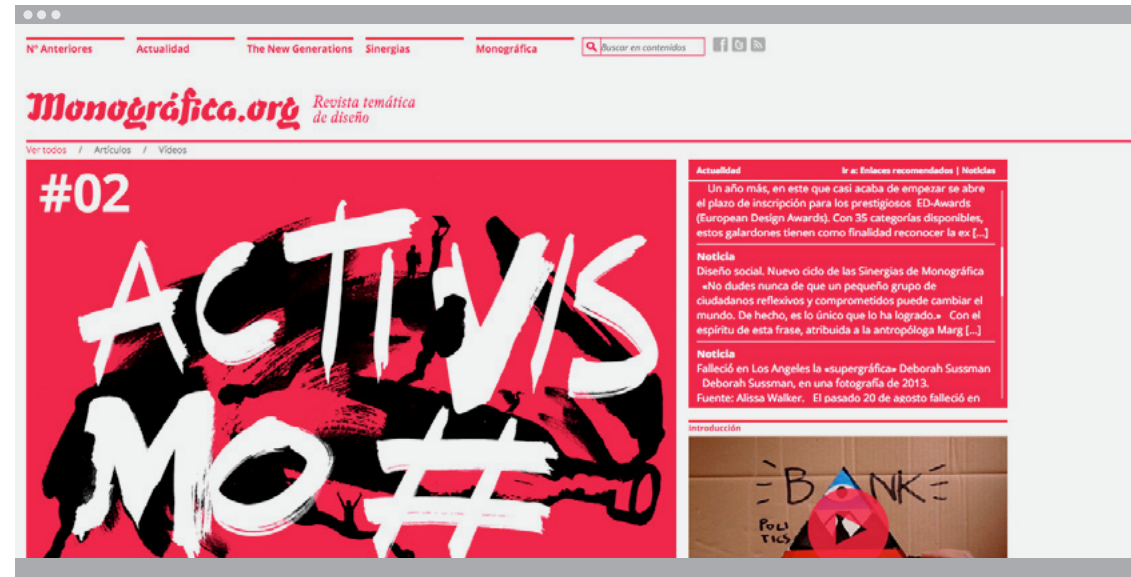 Nº Anteriores
Actualidad
The New Generations
Sinergias
Monográfica
Buscar en contenidos
Monográfica.org
Revista temática
de diseño
Ver todos / Artículos / Vídeos
#02
ACTIVIS
MO #
Actualidad
Ir a: Enlaces recomendados | Noticias
Un año más, en este que casi acaba de empezar se abre
el plazo de inscripción para los prestigiosos ED-Awards
(European Design Awards). Con 35 categorías disponibles,
estos galardones tienen como finalidad reconocer la ex [...]
Noticia
Diseño social. Nuevo ciclo de las Sinergias de Monográfica
«No dudes nunca de que un pequeño grupo de
ciudadanos reflexivos y comprometidos puede cambiar el
mundo. De hecho, es lo único que lo ha logrado.» Con el
espíritu de esta frase, atribuida a la antropóloga Marg [...]
Noticia
Falleció en Los Angeles la «supergráfica» Deborah Sussman
Deborah Sussman, en una fotografía de 2013.
Fuente: Alissa Walker. El pasado 20 de agosto falleció en
Introducción
BANK
POLI
TICS